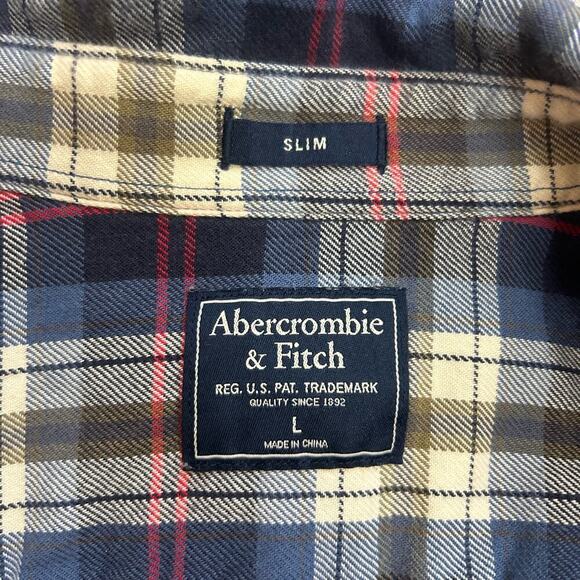 SLIM
Abercrombie
& Fitch
REG. U.S. PAT. TRADEMARK
QUALITY SINCE 1892
L
MADE IN CHINA